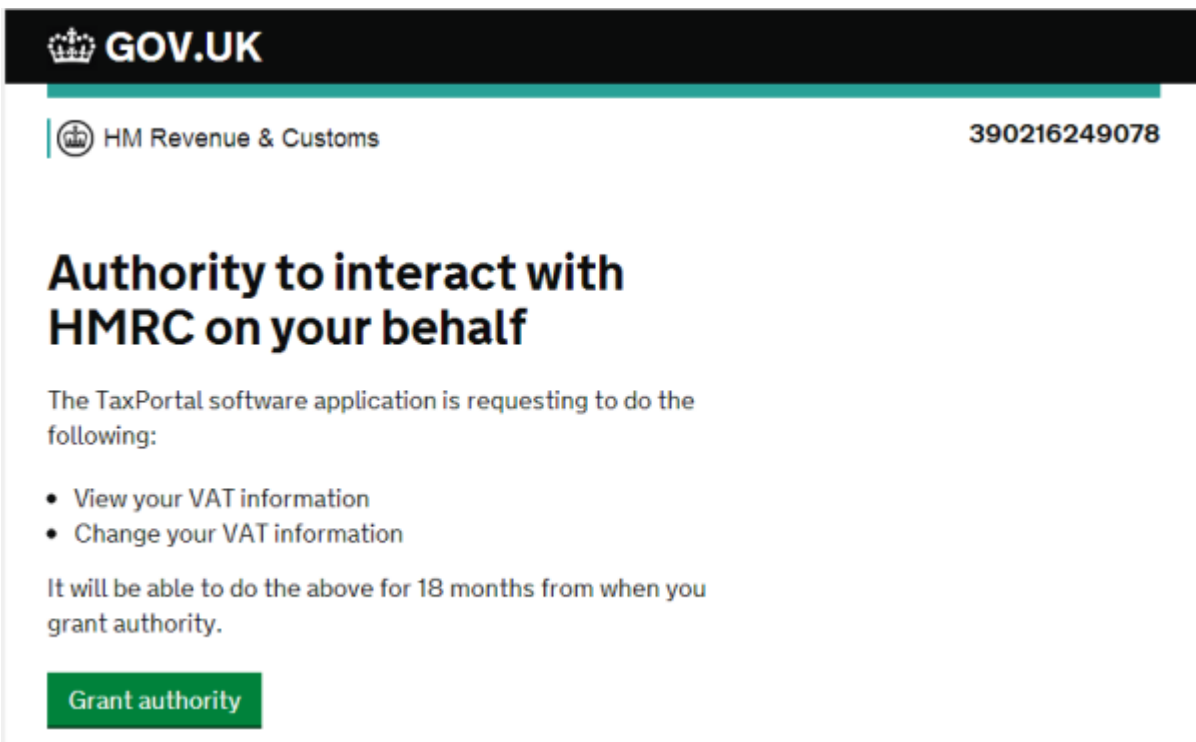 GOV.UK
HM Revenue & Customs
390216249078
Authority to interact with
HMRC on your behalf
The TaxPortal software application is requesting to do the
following:
• View your VAT information
• Change your VAT information
It will be able to do the above for 18 months from when you
grant authority.
Grant authority